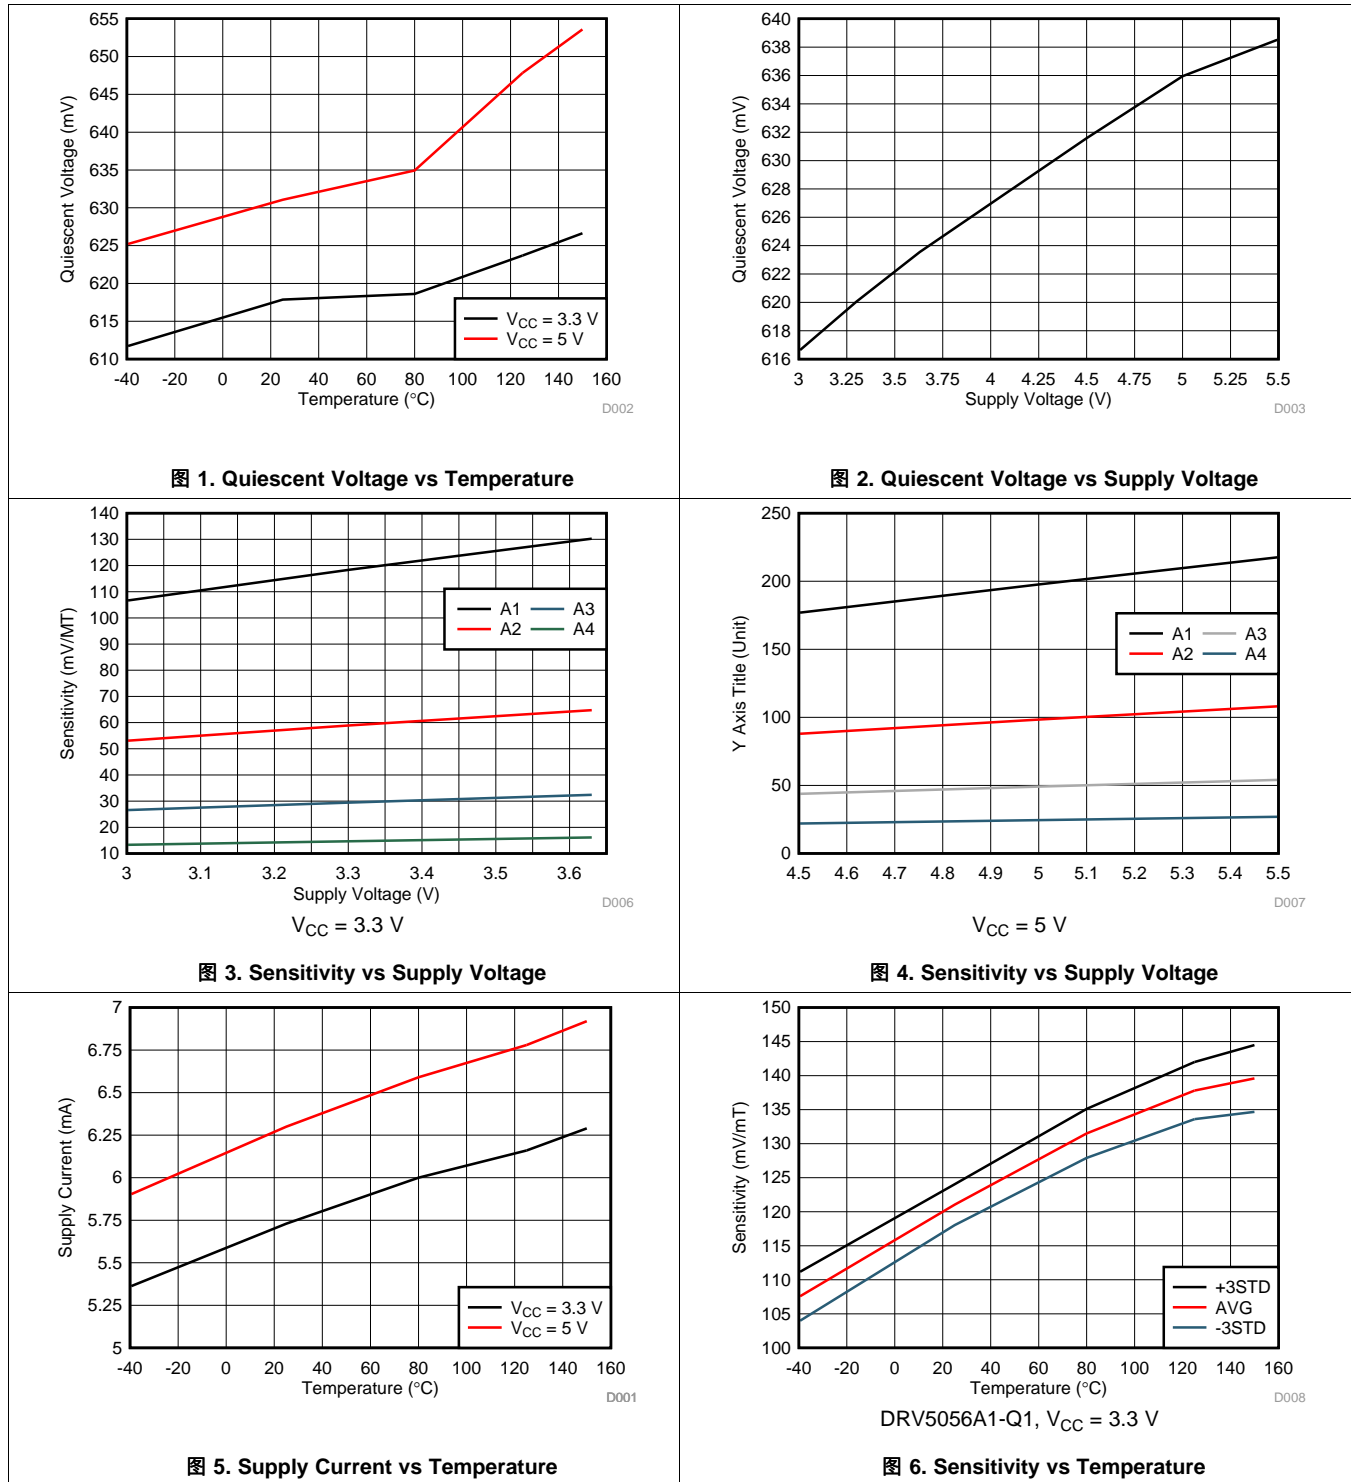 655
650
645
640
635
630
625
620
615
610
Quiescent Voltage (mV)
-40 -20 0 20 40 60 80 100 120 140 160
Temperature (°C)
D002
V_CC = 3.3 V
V_CC = 5 V
图 1. Quiescent Voltage vs Temperature
640
638
636
634
632
630
628
626
624
622
620
618
616
Quiescent Voltage (mV)
3 3.25 3.5 3.75 4 4.25 4.5 4.75 5 5.25 5.5
Supply Voltage (V)
D003
图 2. Quiescent Voltage vs Supply Voltage
140
130
120
110
100
90
80
70
60
50
40
30
20
10
Sensitivity (mV/MT)
3 3.1 3.2 3.3 3.4 3.5 3.6
Supply Voltage (V)
D006
A1 A3
A2 A4
V_CC = 3.3 V
图 3. Sensitivity vs Supply Voltage
250
200
150
100
50
0
Y Axis Title (Unit)
4.5 4.6 4.7 4.8 4.9 5 5.1 5.2 5.3 5.4 5.5
D007
A1 A3
A2 A4
V_CC = 5 V
图 4. Sensitivity vs Supply Voltage
7
6.75
6.5
6.25
6
5.75
5.5
5.25
5
Supply Current (mA)
-40 -20 0 20 40 60 80 100 120 140 160
Temperature (°C)
D001
V_CC = 3.3 V
V_CC = 5 V
图 5. Supply Current vs Temperature
150
145
140
135
130
125
120
115
110
105
100
Sensitivity (mV/mT)
-40 -20 0 20 40 60 80 100 120 140 160
Temperature (°C)
D008
+3STD
AVG
-3STD
DRV5056A1-Q1, V_CC = 3.3 V
图 6. Sensitivity vs Temperature